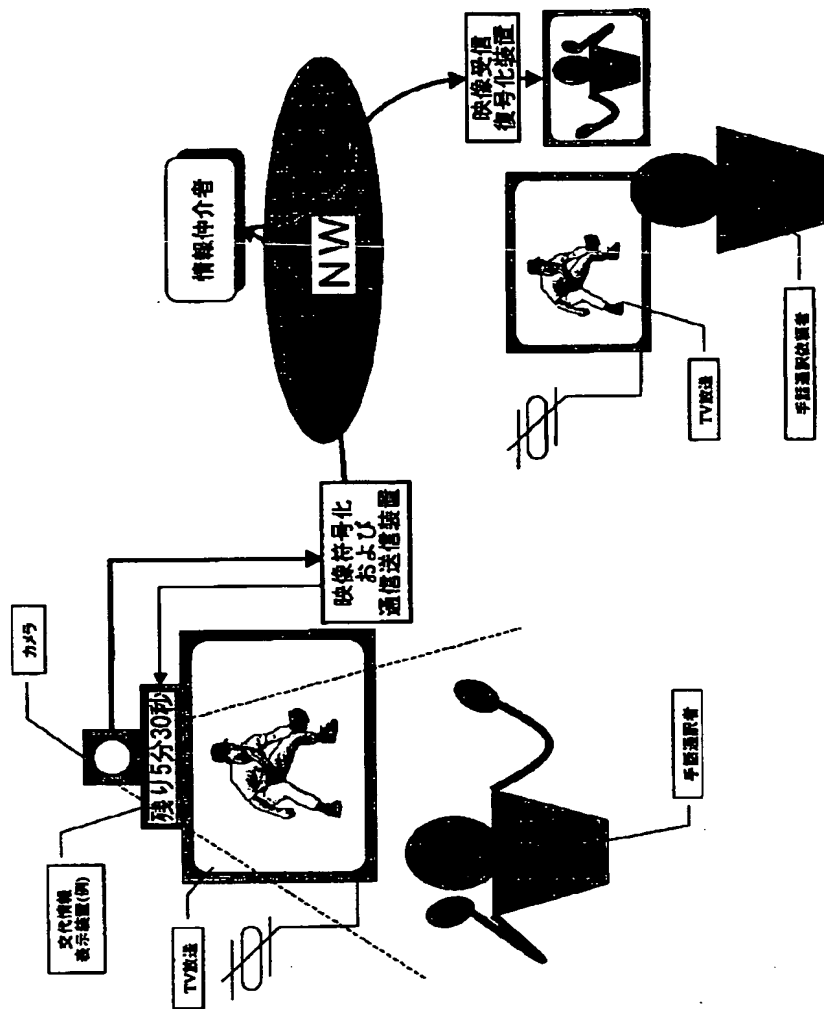 カメラ
交代情報
表示装置(例)
残り5分30秒
TV放送
手話通訳者
映像符号化
および
通信送信装置
NW
情報仲介者
映像受信
復号化装置
TV放送
手話通訳依頼者